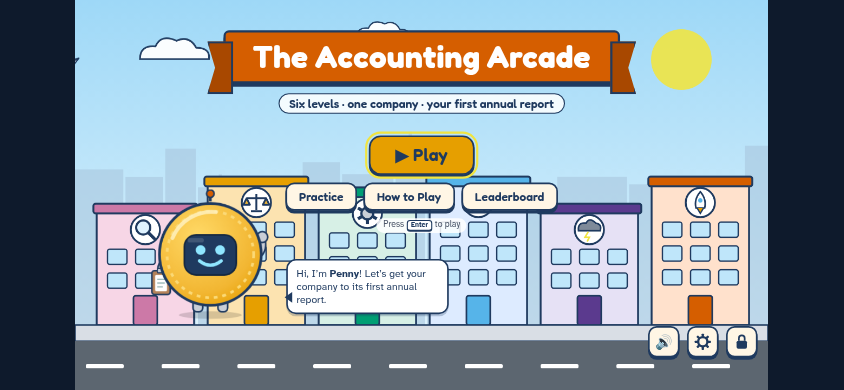 The Accounting Arcade
Six levels · one company · your first annual report
▶ Play
Practice
How to Play
Leaderboard
Press Enter to play
Hi, I'm Penny! Let's get your
company to its first annual
report.